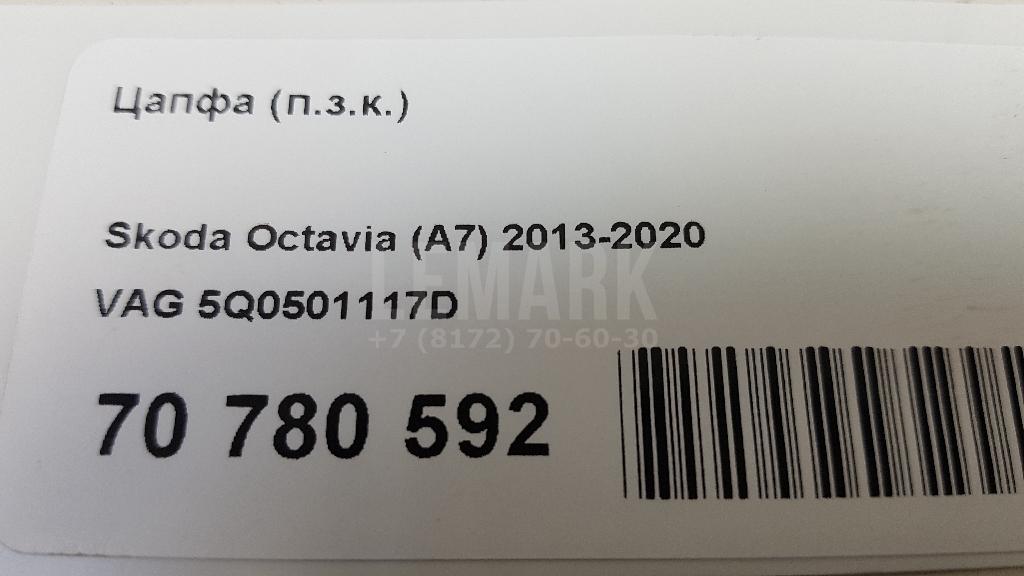 Цапфа (п.з.к.)
Skoda Octavia (A7) 2013-2020
LEMARK
VAG 5Q0501117D
+7 (8172) 70-60-30
70 780 592